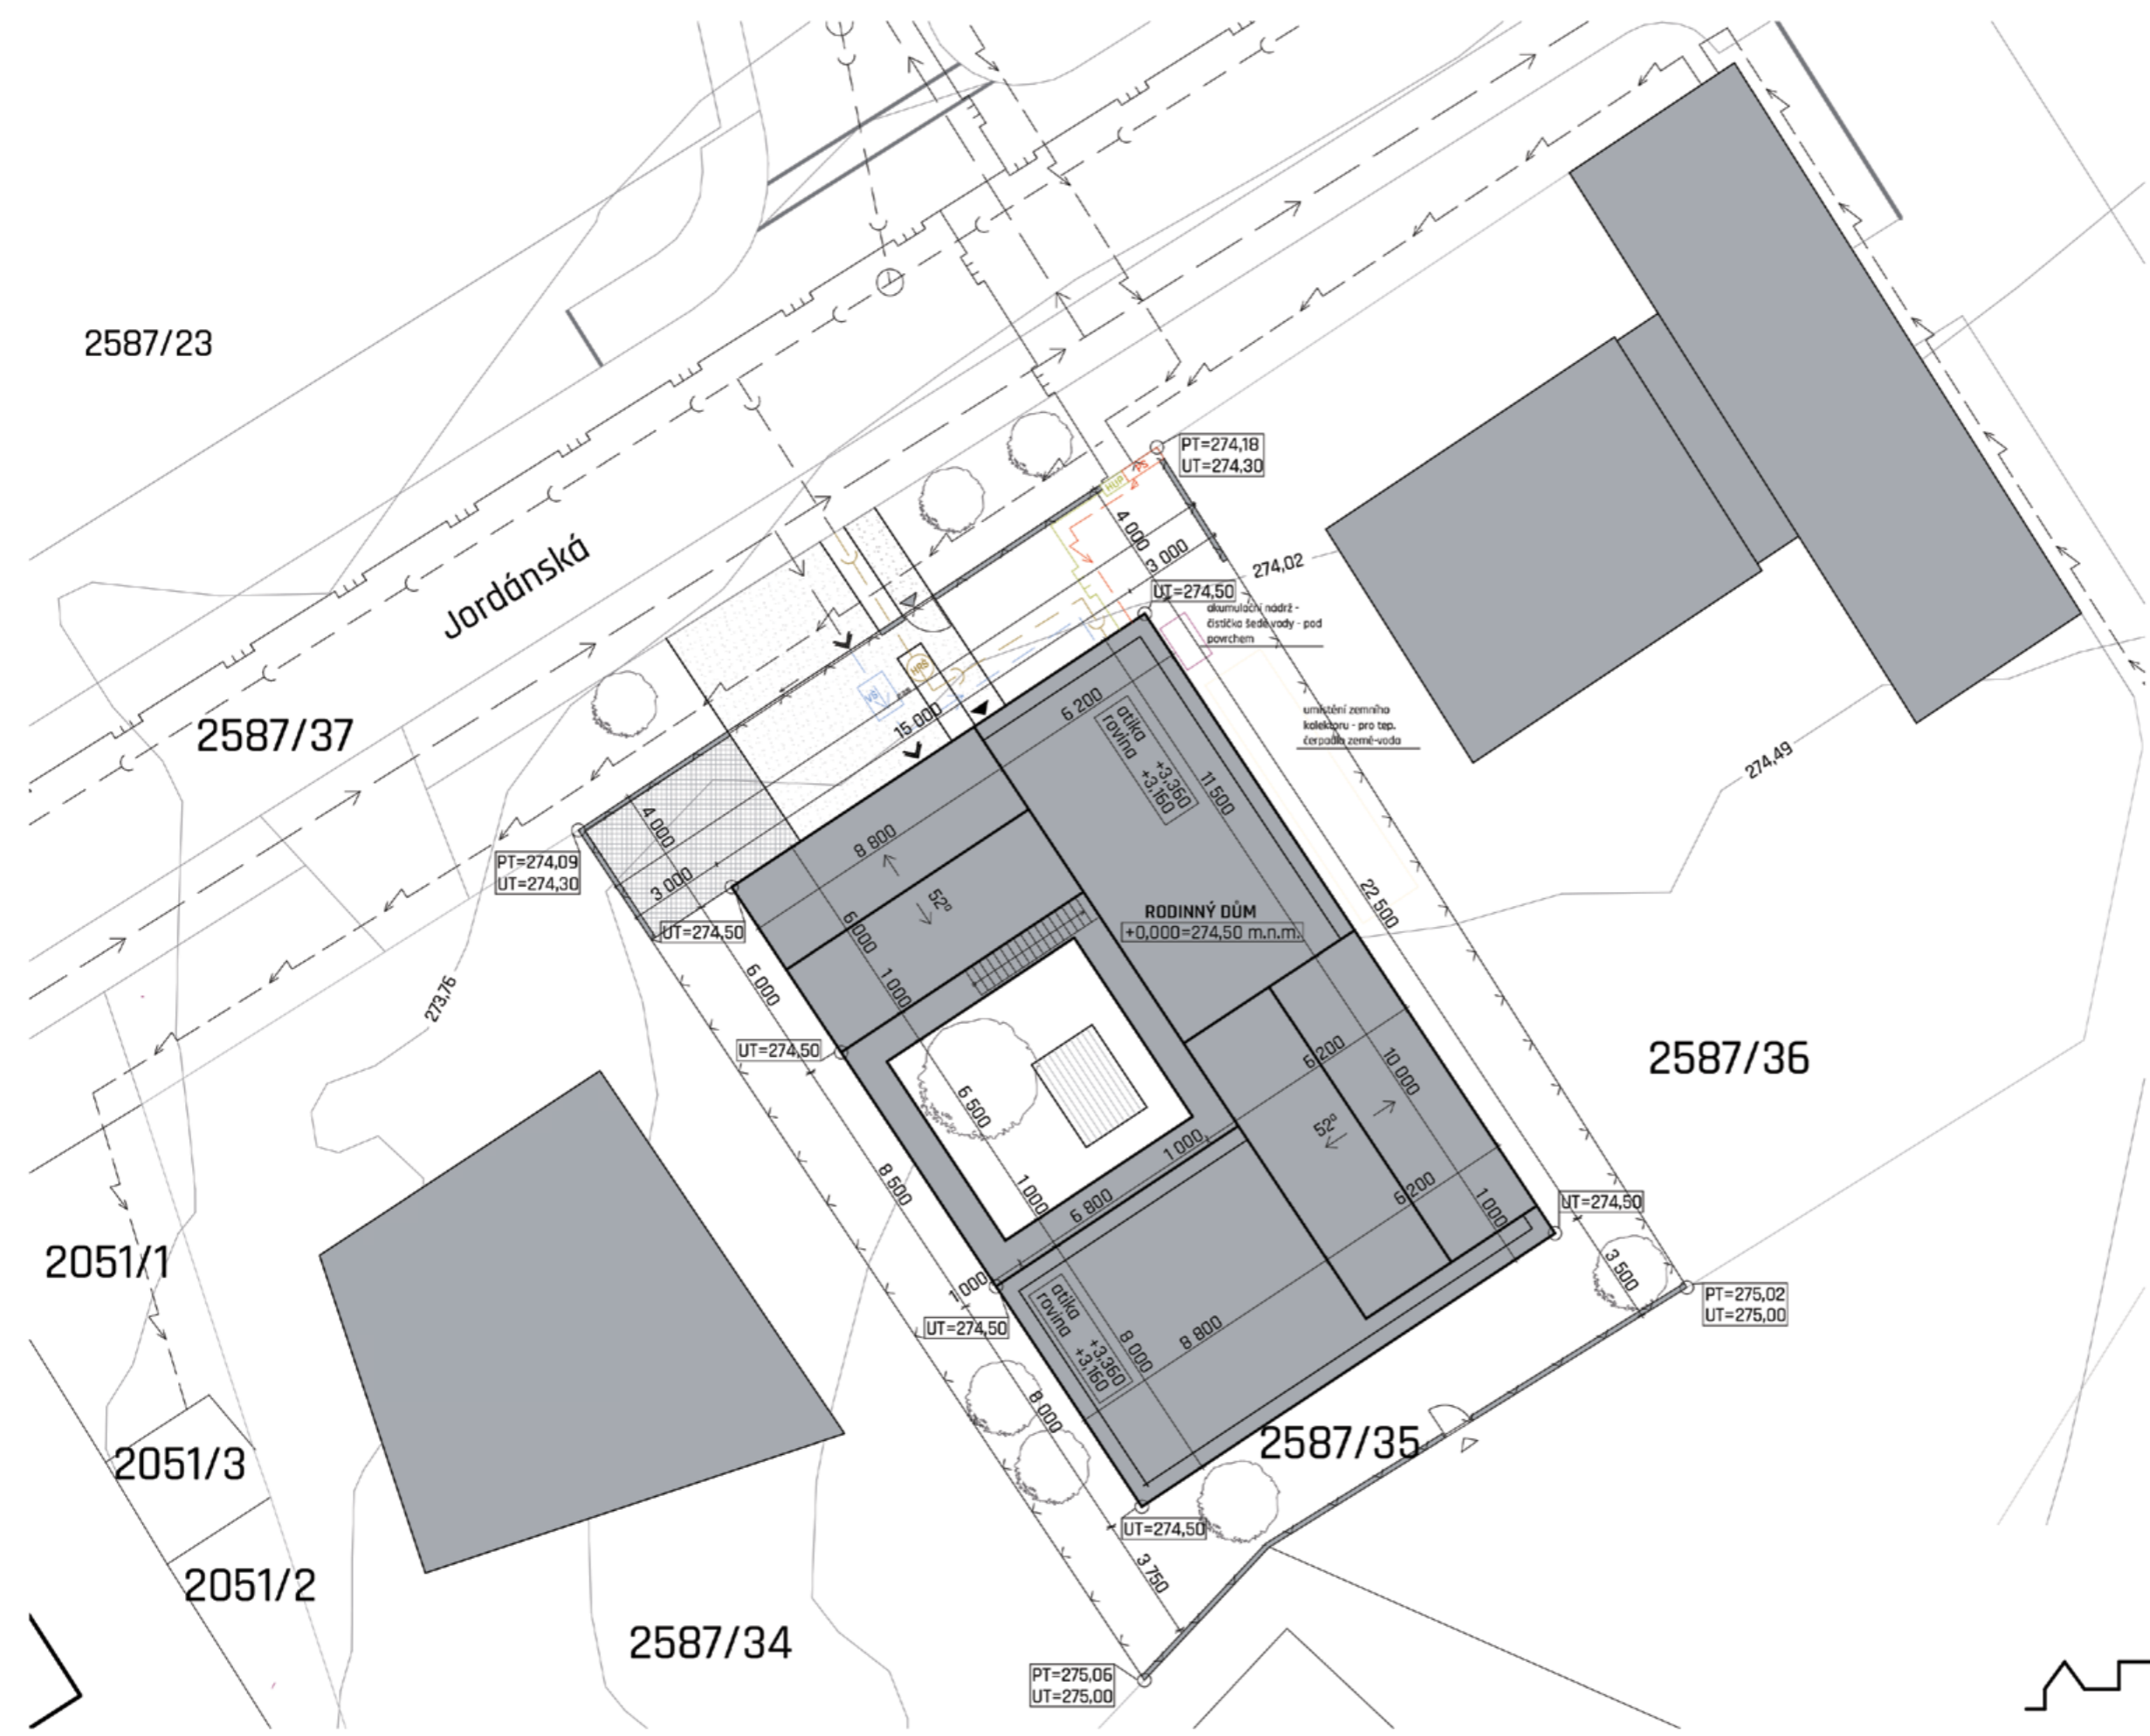 2587/23
Jordánská
2587/37
PT=274,18
UT=274,30
HUP
4 000
3 000
274,02
UT=274,50
akumulační nádrž -
čistička šedé vody - pod
povrchem
HRŠ
VŠ
15 000
6 200
atika +3,360
rovina +3,160
11 500
umístění zemního
kolektoru - pro tep.
čerpadlo země-voda
274,49
4 000
3 000
PT=274,09
UT=274,30
UT=274,50
8 800
52º
6 000
1 000
RODINNÝ DŮM
+0,000=274,50 m.n.m.
22 500
273,76
6 000
UT=274,50
6 500
1 000
6 200
10 000
52º
2587/36
8 500
1 000
6 800
6 200
1 000
UT=274,50
3 500
PT=275,02
UT=275,00
2051/1
1 000
UT=274,50
atika +3,360
rovina +3,160
8 000
8 800
8 000
2587/35
2051/3
UT=274,50
3 750
2051/2
2587/34
PT=275,06
UT=275,00